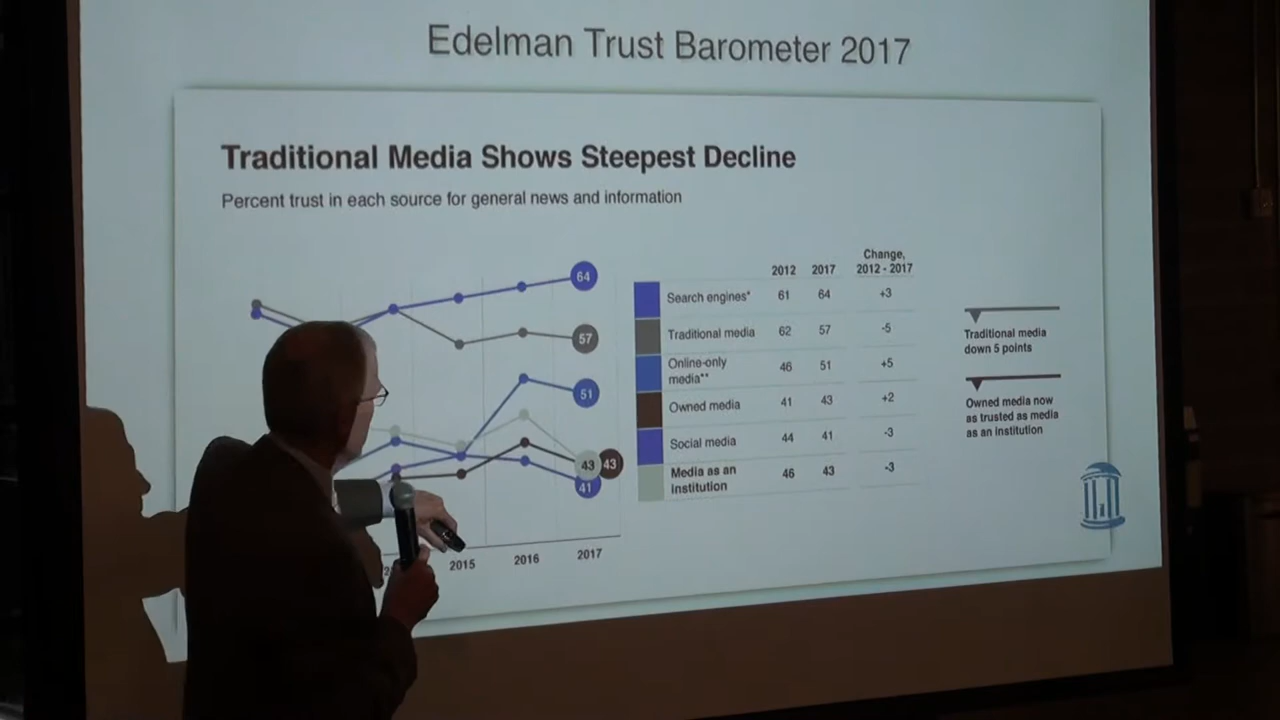 Edelman Trust Barometer 2017
Traditional Media Shows Steepest Decline
Percent trust in each source for general news and information
64
57
51
43 43
41
2015 2016 2017
2012 2017 Change,
2012 - 2017
Search engines* 61 64 +3
Traditional media 62 57 -5
Online-only
media** 46 51 +5
Owned media 41 43 +2
Social media 44 41 -3
Media as an
Institution 46 43 -3
Traditional media
down 5 points
Owned media now
as trusted as media
as an Institution